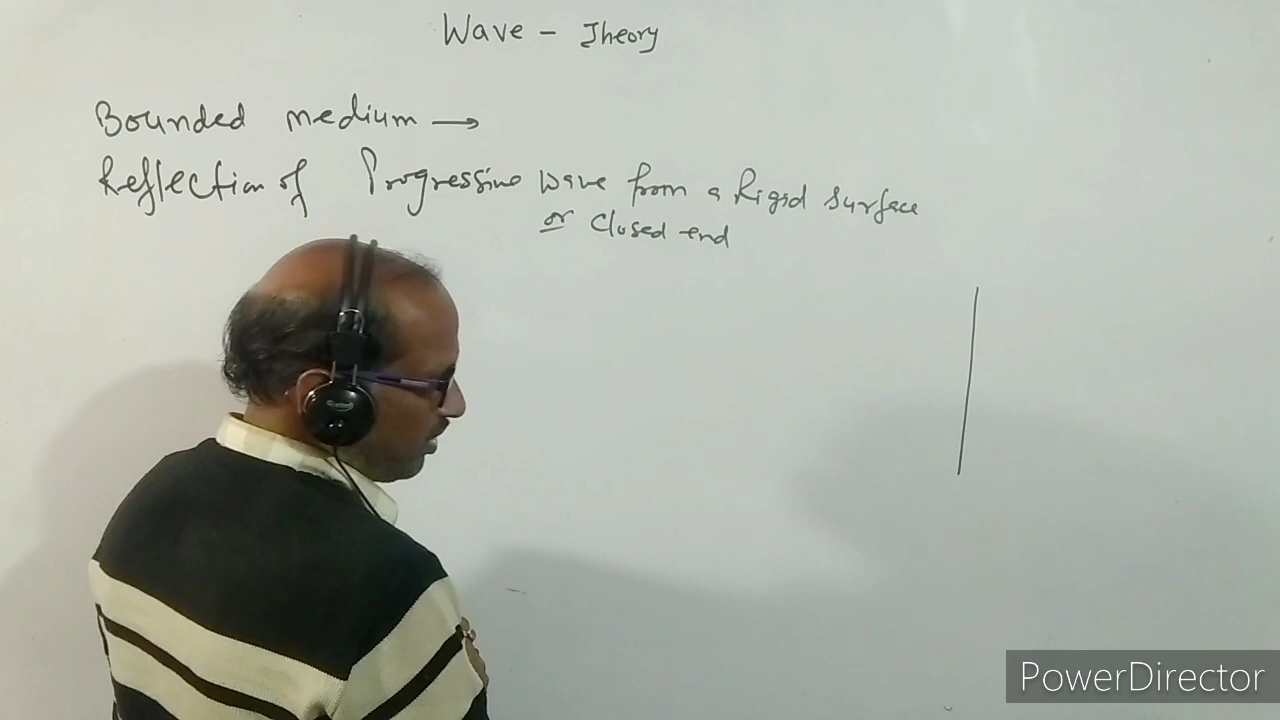 Wave - Theory
Bounded medium →
Reflection of Progressive wave from a Rigid surface
or closed end
PowerDirector